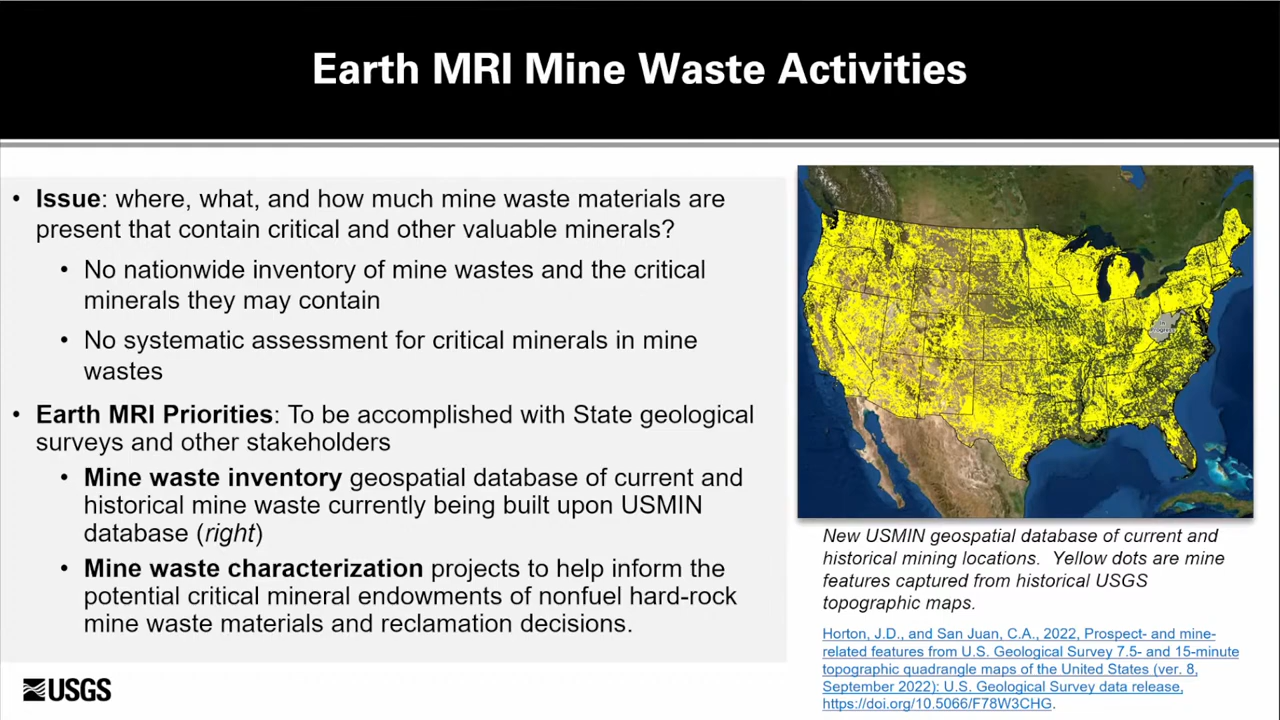 Earth MRI Mine Waste Activities
• Issue: where, what, and how much mine waste materials are
present that contain critical and other valuable minerals?
• No nationwide inventory of mine wastes and the critical
minerals they may contain
• No systematic assessment for critical minerals in mine
wastes
• Earth MRI Priorities: To be accomplished with State geological
surveys and other stakeholders
• Mine waste inventory geospatial database of current and
historical mine waste currently being built upon USMIN
database (right)
• Mine waste characterization projects to help inform the
potential critical mineral endowments of nonfuel hard-rock
mine waste materials and reclamation decisions.
New USMIN geospatial database of current and
historical mining locations. Yellow dots are mine
features captured from historical USGS
topographic maps.
Horton, J.D., and San Juan, C.A., 2022, Prospect- and mine-
related features from U.S. Geological Survey 7.5- and 15-minute
topographic quadrangle maps of the United States (ver. 8,
September 2022): U.S. Geological Survey data release,
https://doi.org/10.5066/F78W3CHG.
USGS